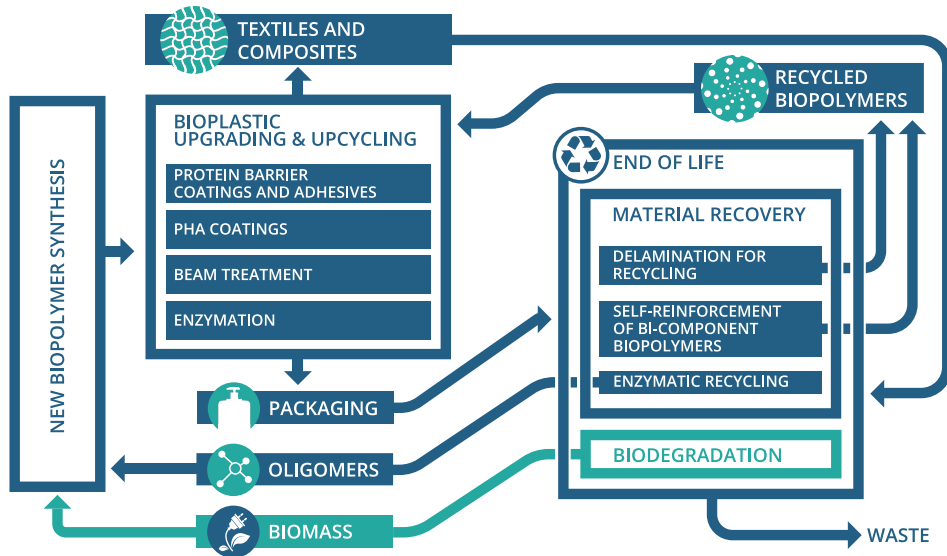 TEXTILES AND
COMPOSITES
RECYCLED
BIOPOLYMERS
NEW BIOPOLYMER SYNTHESIS
BIOPLASTIC
UPGRADING & UPCYCLING
PROTEIN BARRIER
COATINGS AND ADHESIVES
PHA COATINGS
BEAM TREATMENT
ENZYMATION
END OF LIFE
MATERIAL RECOVERY
DELAMINATION FOR
RECYCLING
SELF-REINFORCEMENT
OF BI-COMPONENT
BIOPOLYMERS
ENZYMATIC RECYCLING
PACKAGING
OLIGOMERS
BIODEGRADATION
BIOMASS
WASTE